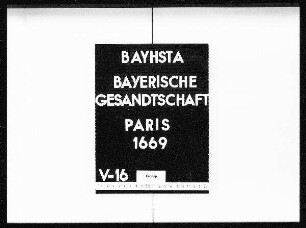 BAYHSTA
BAYERISCHE
GESANDTSCHAFT
PARIS
1669
V-16